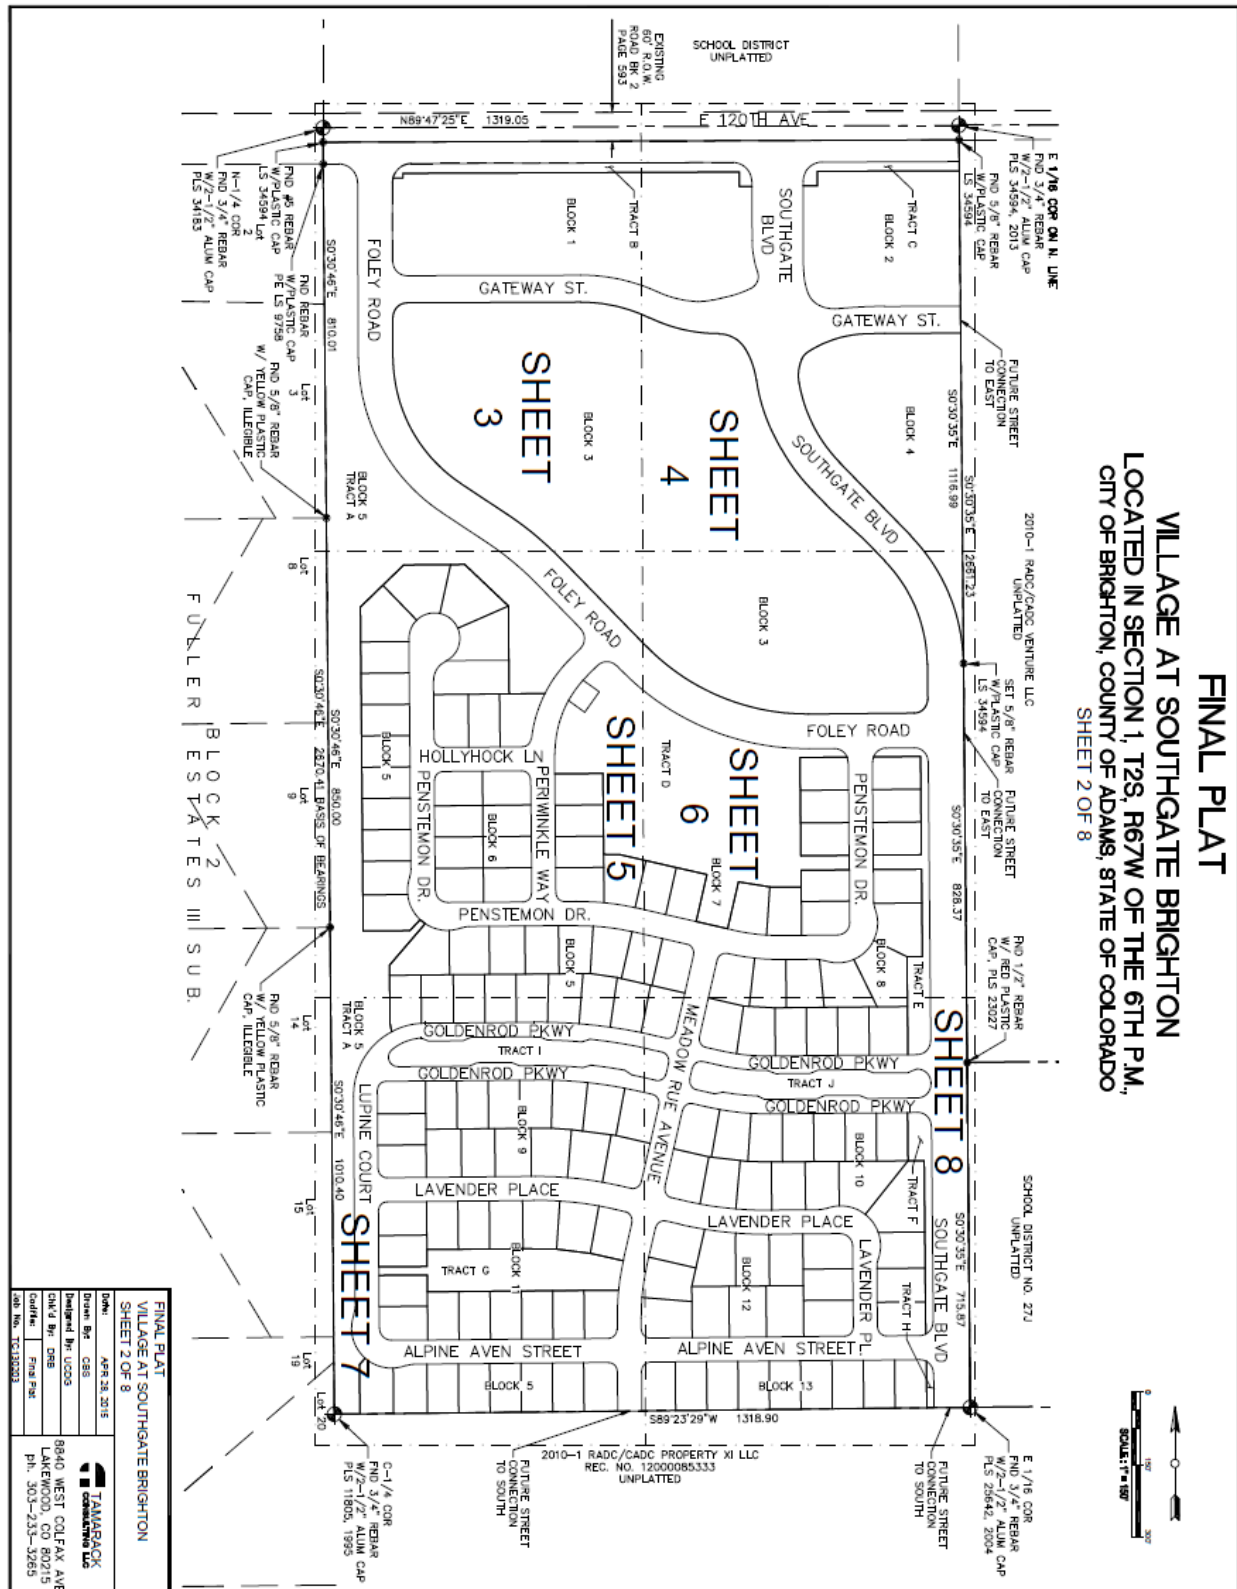 FINAL PLAT
VILLAGE AT SOUTHGATE BRIGHTON
LOCATED IN SECTION 1, T2S, R67W OF THE 6TH P.M.,
CITY OF BRIGHTON, COUNTY OF ADAMS, STATE OF COLORADO
SHEET 2 OF 8
SCHOOL DISTRICT
UNPLATTED
EXISTING
60' R.O.W.
ROAD BK 2
PAGE 593
N89°47'25"E 1319.05
E 120TH AVE
E 1/16 COR ON N. LINE
FND 3/4" REBAR
W/2-1/2" ALUM CAP
PLS 34594, 2013
FND 5/8" REBAR
W/PLASTIC CAP
LS 34594
FND #5 REBAR
W/PLASTIC CAP
LS 34594
Lot
2
N-1/4 COR
FND 3/4" REBAR
W/2-1/2" ALUM CAP
PLS 34183
FND REBAR
W/PLASTIC CAP
PE LS 9758
S0°30'46"E 810.01
FOLEY ROAD
BLOCK 1
TRACT B
SOUTHGATE
BLVD
BLOCK 2
TRACT C
GATEWAY ST.
GATEWAY ST.
FUTURE STREET
CONNECTION
TO EAST
Lot
3
FND 5/8" REBAR
W/ YELLOW PLASTIC
CAP, ILLEGIBLE
SHEET
3
BLOCK 3
SHEET
4
BLOCK 4
SOUTHGATE BLVD
S0°30'35"E 1116.99
S0°30'35"E 2661.23
2010-1 RADC/CADC VENTURE LLC
UNPLATTED
BLOCK 5
TRACT A
Lot
8
FOLEY ROAD
BLOCK 3
SET 5/8" REBAR
W/PLASTIC CAP
LS 34594
FUTURE STREET
CONNECTION
TO EAST
FULLER ESTATES III SUB.
BLOCK 2
S0°30'46"E 2670.41 BASIS OF BEARINGS
S0°30'46"E 850.00
Lot
9
BLOCK 5
HOLLYHOCK LN
PENSTEMON DR.
BLOCK 6
PERIWINKLE WAY
SHEET 5
TRACT D
SHEET
6
BLOCK 7
FOLEY ROAD
PENSTEMON DR.
S0°30'35"E 828.37
PENSTEMON DR.
BLOCK 5
BLOCK 8
TRACT E
FND 1/2" REBAR
W/ RED PLASTIC
CAP, PLS 23027
FND 5/8" REBAR
W/ YELLOW PLASTIC
CAP, ILLEGIBLE
Lot
14
BLOCK 5
TRACT A
GOLDENROD PKWY
TRACT I
GOLDENROD PKWY
MEADOW RUE AVENUE
GOLDENROD PKWY
TRACT J
GOLDENROD PKWY
SHEET 8
S0°30'46"E 1010.40
LUPINE COURT
BLOCK 9
BLOCK 10
TRACT F
SCHOOL DISTRICT NO. 27J
UNPLATTED
Lot
15
LAVENDER PLACE
LAVENDER PLACE
LAVENDER PL.
SOUTHGATE BLVD
S0°30'35"E 715.87
SHEET 7
TRACT G
BLOCK 11
BLOCK 12
TRACT H
Lot
19
ALPINE AVEN STREET
ALPINE AVEN STREET
BLOCK 5
BLOCK 13
Lot 20
S89°23'29"W 1318.90
2010-1 RADC/CADC PROPERTY XI LLC
REC. NO. 12000085333
UNPLATTED
C-1/4 COR
FND 3/4" REBAR
W/2-1/2" ALUM CAP
PLS 11805, 1995
FUTURE STREET
CONNECTION
TO SOUTH
FUTURE STREET
CONNECTION
TO SOUTH
E 1/16 COR
FND 3/4" REBAR
W/2-1/2" ALUM CAP
PLS 25642, 2004
0 150' 300'
SCALE: 1" = 150'
FINAL PLAT
VILLAGE AT SOUTHGATE BRIGHTON
SHEET 2 OF 8
Date: APR 28, 2015
Drawn By: CBS
Designed By: UCDG
Chk'd By: DRB
Cadfile: Final Plat
Job No. TC130203
TAMARACK
CONSULTING LLC
8840 WEST COLFAX AVE
LAKEWOOD, CO 80215
ph. 303-233-3265